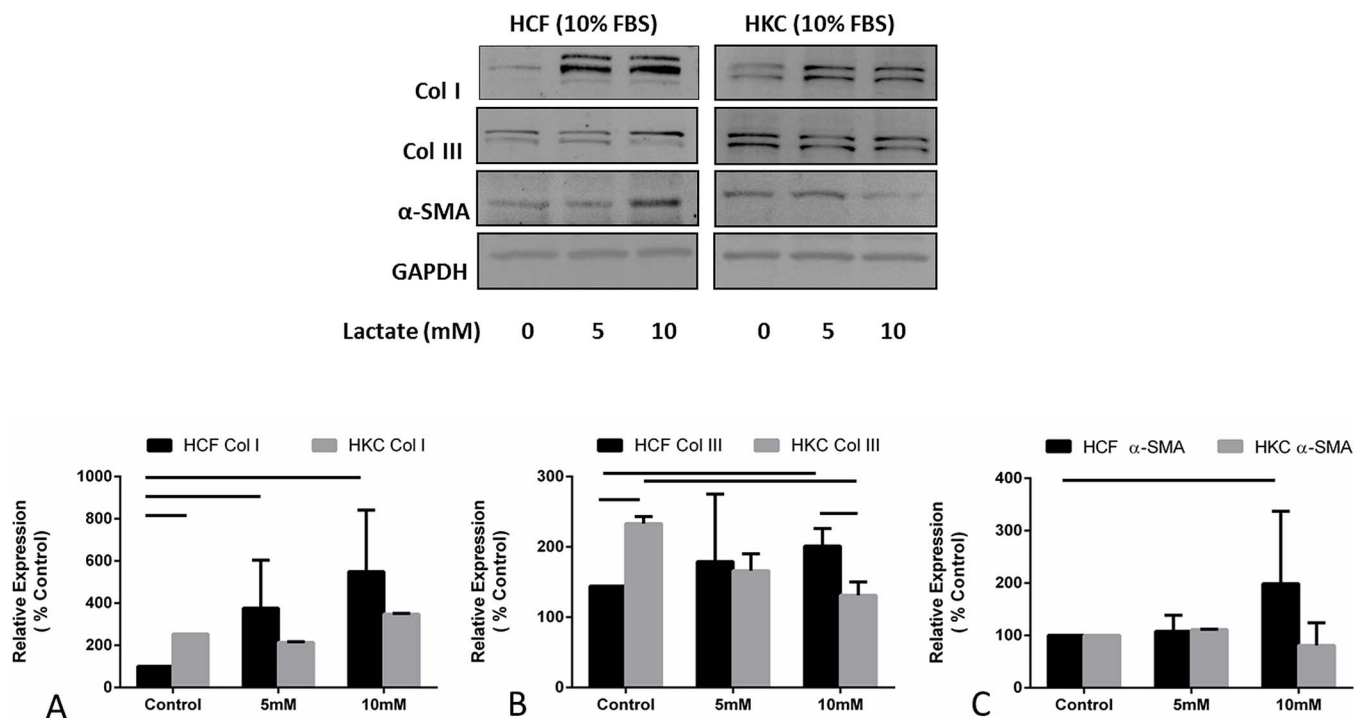 HCF (10% FBS) HKC (10% FBS)
Col I
Col III
α-SMA
GAPDH
Lactate (mM) 0 5 10 0 5 10
HCF Col I HKC Col I
Relative Expression
( % Control)
1000
800
600
400
200
0
Control 5mM 10mM
A
HCF Col III HKC Col III
Relative Expression
( % Control)
300
200
100
0
Control 5mM 10mM
B
HCF α-SMA HKC α-SMA
Relative Expression
( % Control)
400
300
200
100
0
Control 5mM 10mM
C